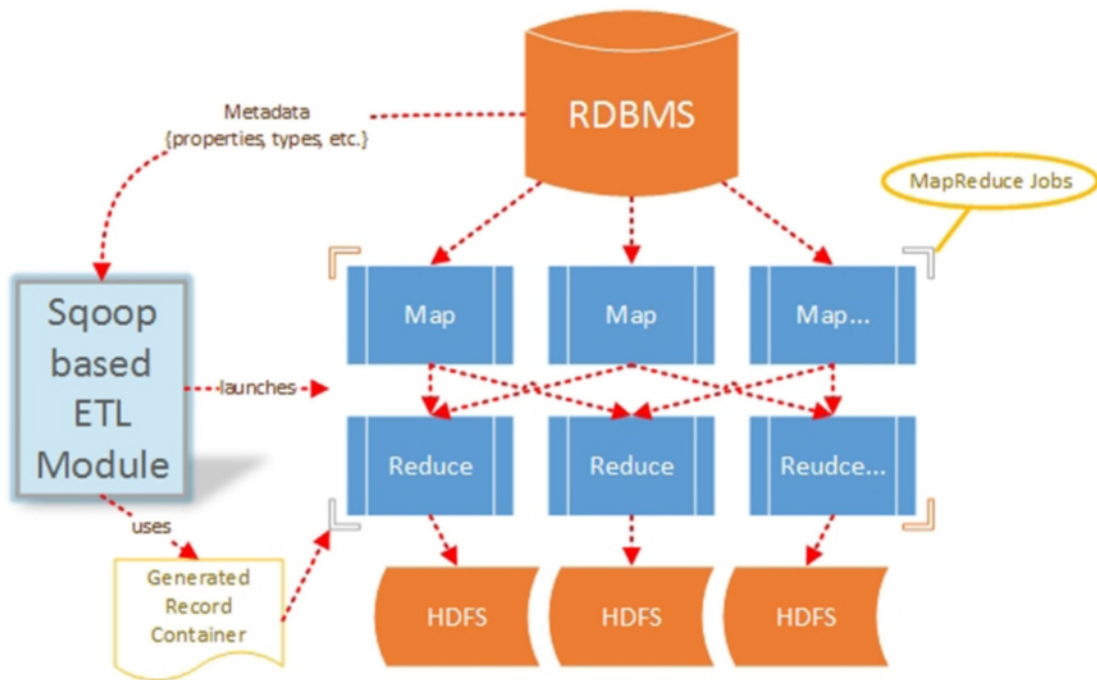 RDBMS
Metadata
{properties, types, etc.}
MapReduce Jobs
Map
Map
Map...
Sqoop
based
ETL
Module
launches
Reduce
Reduce
Reudce...
uses
Generated
Record
Container
HDFS
HDFS
HDFS